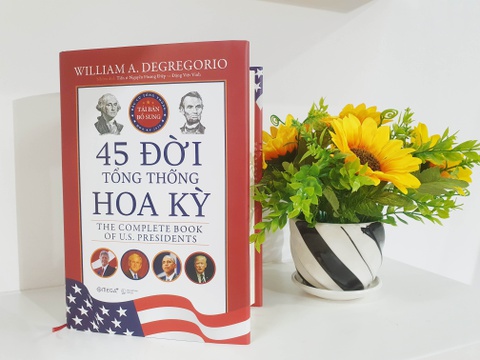 WILLIAM A. DEGREGORIO
TÁI BẢN
BỔ SUNG
45 ĐỜI
TỔNG THỐNG
HOA KỲ
THE COMPLETE BOOK
OF U.S. PRESIDENTS